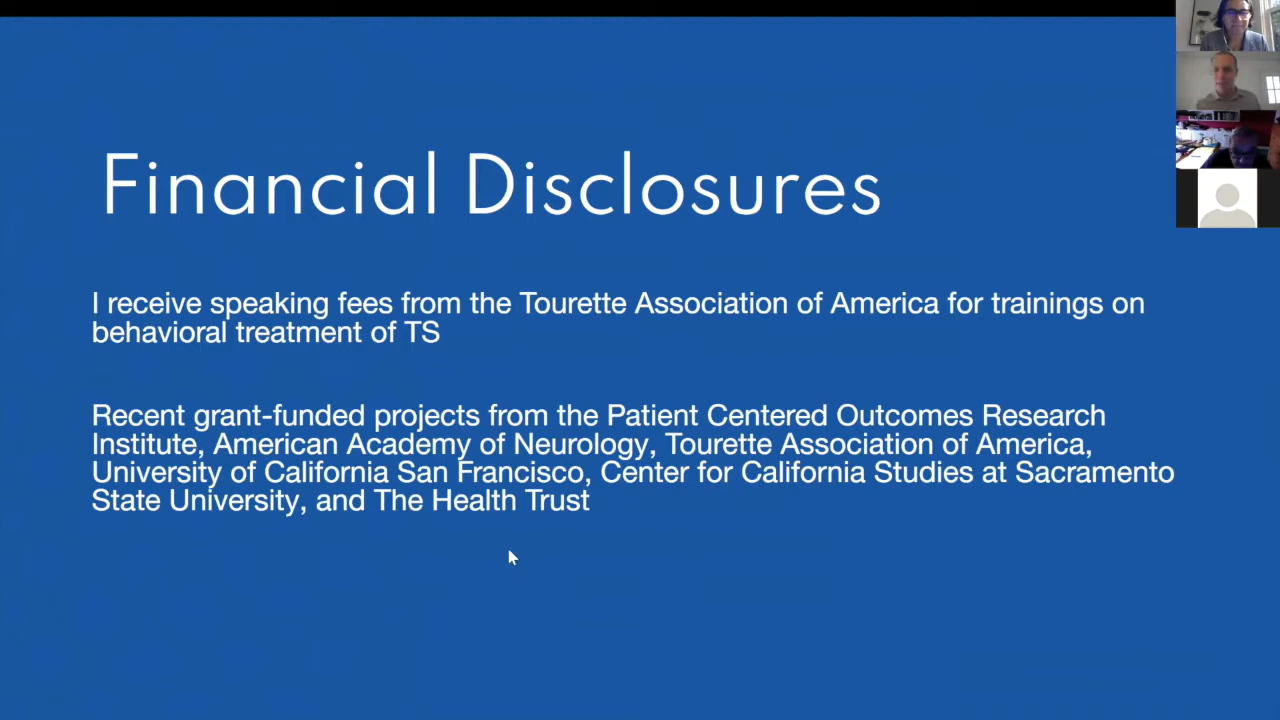 Financial Disclosures
I receive speaking fees from the Tourette Association of America for trainings on
behavioral treatment of TS
Recent grant-funded projects from the Patient Centered Outcomes Research
Institute, American Academy of Neurology, Tourette Association of America,
University of California San Francisco, Center for California Studies at Sacramento
State University, and The Health Trust